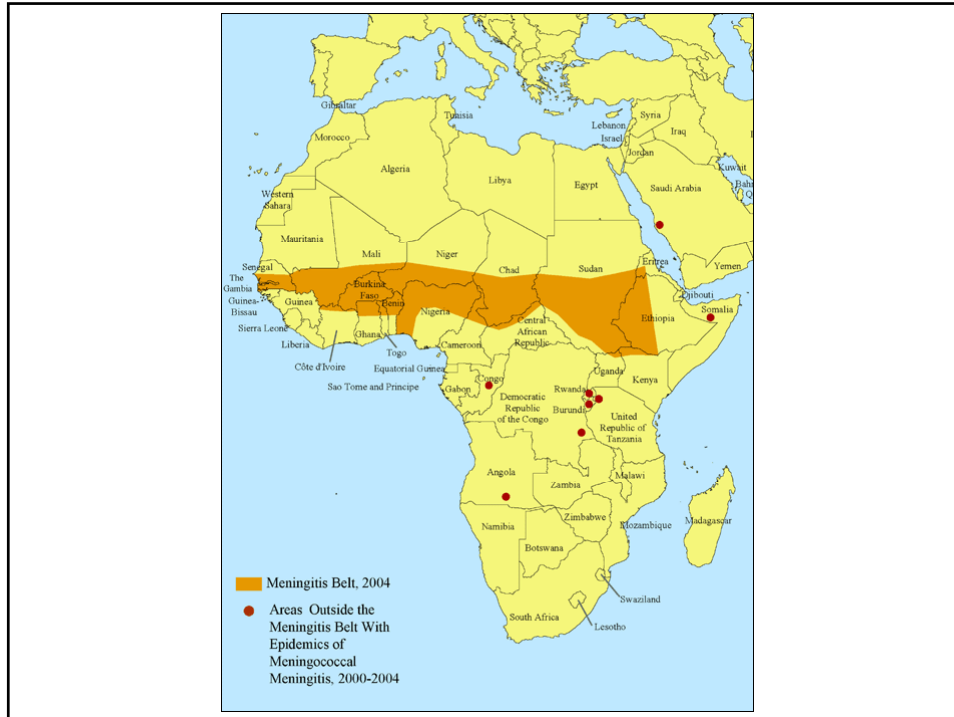 Gibraltar
Tunisia
Morocco
Lebanon
Syria
Israel
Iraq
Jordan
Algeria
Libya
Egypt
Kuwait
Saudi Arabia
Western
Sahara
Mauritania
Mali
Niger
Chad
Sudan
Eritrea
Yemen
Senegal
The
Gambia
Guinea-
Bissau
Guinea
Burkina
Faso
Benin
Nigeria
Djibouti
Somalia
Ethiopia
Sierra Leone
Liberia
Ghana
Central
African
Republic
Cameroon
Togo
Côte d'Ivoire
Equatorial Guinea
Sao Tome and Principe
Gabon
Congo
Uganda
Kenya
Rwanda
Democratic
Republic
of the Congo
Burundi
United
Republic of
Tanzania
Angola
Zambia
Malawi
Zimbabwe
Mozambique
Madagascar
Namibia
Botswana
Swaziland
South Africa
Lesotho
Meningitis Belt, 2004
Areas Outside the
Meningitis Belt With
Epidemics of
Meningococcal
Meningitis, 2000-2004